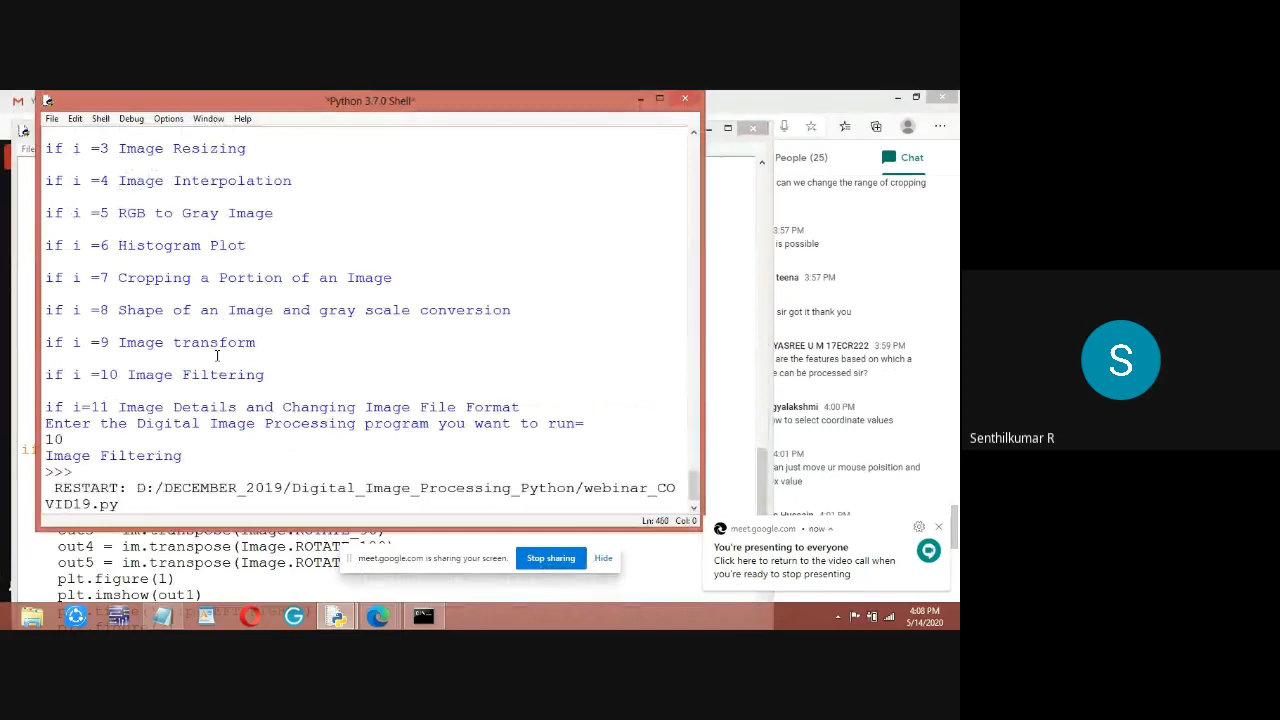 *Python 3.7.0 Shell*
File Edit Shell Debug Options Window Help
if i =3 Image Resizing
if i =4 Image Interpolation
if i =5 RGB to Gray Image
if i =6 Histogram Plot
if i =7 Cropping a Portion of an Image
if i =8 Shape of an Image and gray scale conversion
if i =9 Image transform
if i =10 Image Filtering
if i=11 Image Details and Changing Image File Format
Enter the Digital Image Processing program you want to run=
10
Image Filtering
>>>
RESTART: D:/DECEMBER_2019/Digital_Image_Processing_Python/webinar_CO
VID19.py
Ln: 460 Col: 0
out4 = im.transpose(Image.ROTATE_180)
out5 = im.transpose(Image.ROTAT
plt.figure(1)
plt.imshow(out1)
meet.google.com is sharing your screen. Stop sharing Hide
People (25) Chat
can we change the range of cropping
3:57 PM
is possible
teena 3:57 PM
sir got it thank you
YASREE U M 17ECR222 3:59 PM
are the features based on which a
e can be processed sir?
gyalakshmi 4:00 PM
ow to select coordinate values
4:01 PM
an just move ur mouse poisition and
ex value
meet.google.com • now
You're presenting to everyone
Click here to return to the video call when
you're ready to stop presenting
4:08 PM
5/14/2020
S
Senthilkumar R